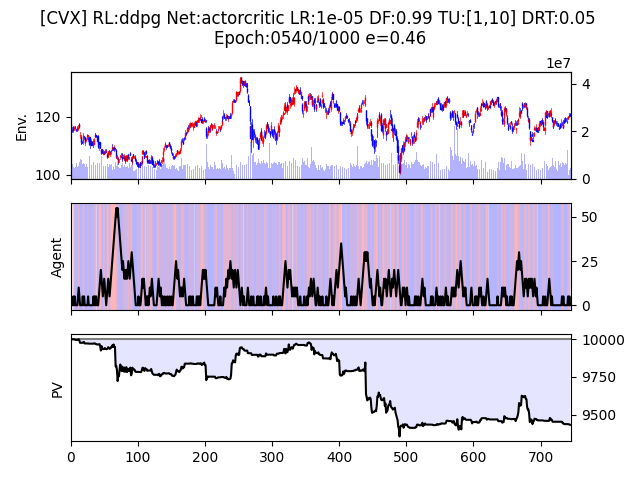 [CVX] RL:ddpg Net:actorcritic LR:1e-05 DF:0.99 TU:[1,10] DRT:0.05
Epoch:0540/1000 e=0.46
1e7
Env.
120
100
4
2
0
Agent
50
25
0
PV
10000
9750
9500
0 100 200 300 400 500 600 700